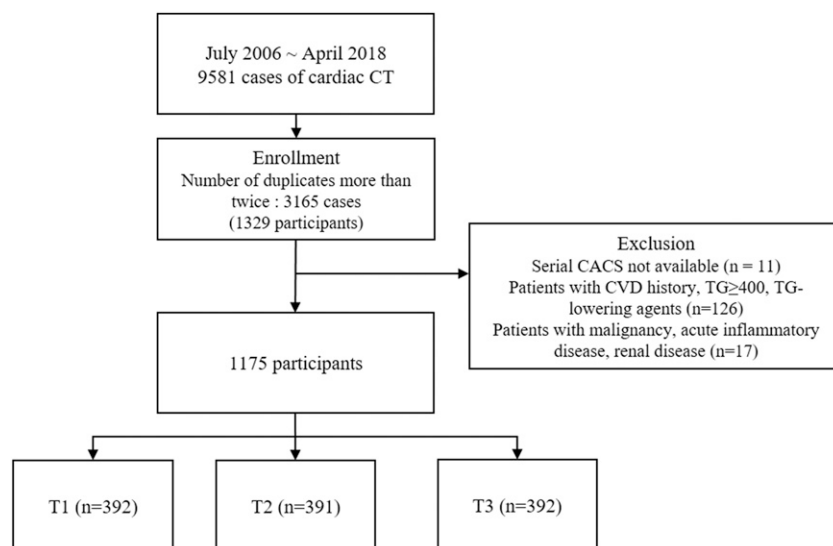 July 2006 ~ April 2018
9581 cases of cardiac CT
Enrollment
Number of duplicates more than
twice : 3165 cases
(1329 participants)
Exclusion
Serial CACS not available (n = 11)
Patients with CVD history, TG≥400, TG-
lowering agents (n=126)
Patients with malignancy, acute inflammatory
disease, renal disease (n=17)
1175 participants
T1 (n=392)
T2 (n=391)
T3 (n=392)